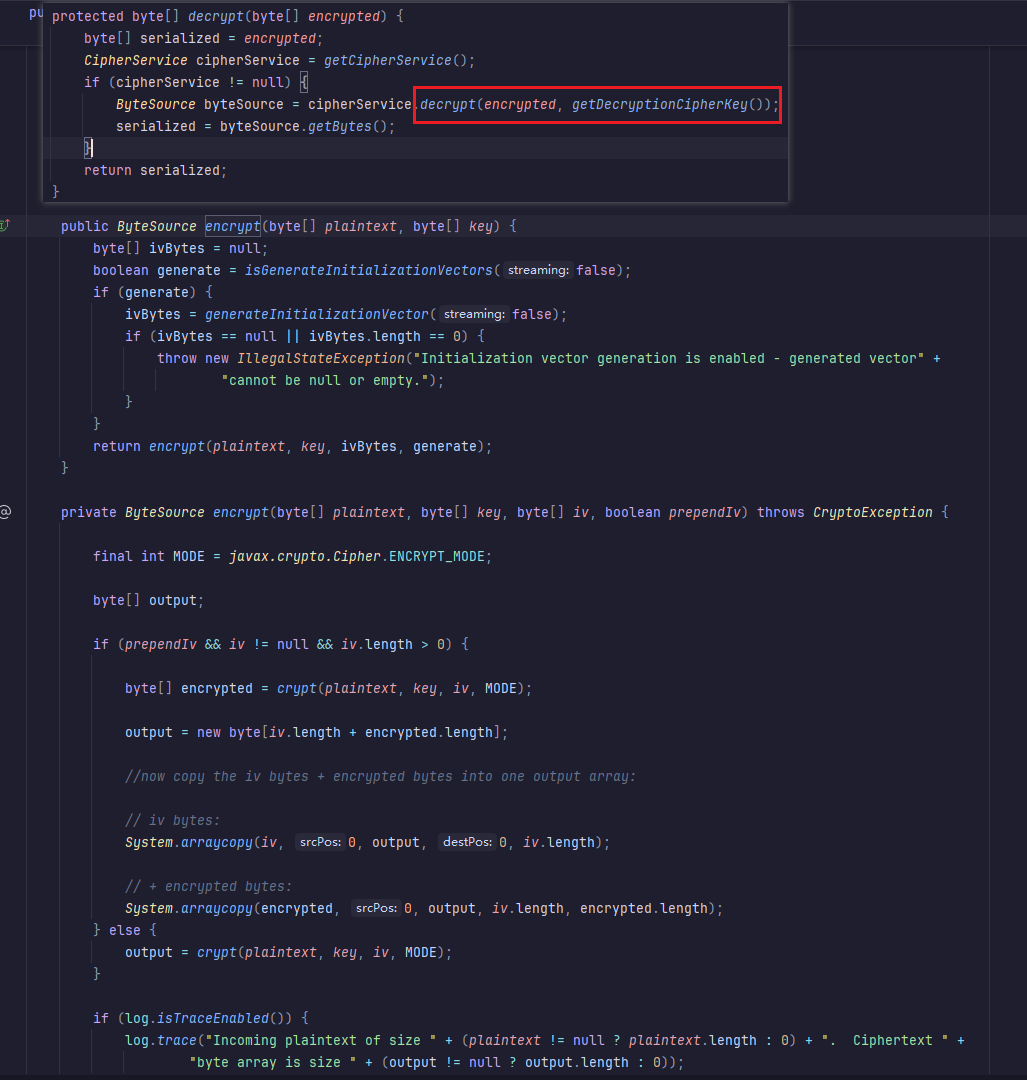 pu
protected byte[] decrypt(byte[] encrypted) {
byte[] serialized = encrypted;
CipherService cipherService = getCipherService();
if (cipherService != null) {
ByteSource byteSource = cipherService.decrypt(encrypted, getDecryptionCipherKey());
serialized = byteSource.getBytes();
}
return serialized;
}
public ByteSource encrypt(byte[] plaintext, byte[] key) {
byte[] ivBytes = null;
boolean generate = isGenerateInitializationVectors( streaming: false);
if (generate) {
ivBytes = generateInitializationVector( streaming: false);
if (ivBytes == null || ivBytes.length == 0) {
throw new IllegalStateException("Initialization vector generation is enabled - generated vector" +
"cannot be null or empty.");
}
}
return encrypt(plaintext, key, ivBytes, generate);
}
@ private ByteSource encrypt(byte[] plaintext, byte[] key, byte[] iv, boolean prependIv) throws CryptoException {
final int MODE = javax.crypto.Cipher.ENCRYPT_MODE;
byte[] output;
if (prependIv && iv != null && iv.length > 0) {
byte[] encrypted = crypt(plaintext, key, iv, MODE);
output = new byte[iv.length + encrypted.length];
//now copy the iv bytes + encrypted bytes into one output array:
// iv bytes:
System.arraycopy(iv, srcPos: 0, output, destPos: 0, iv.length);
// + encrypted bytes:
System.arraycopy(encrypted, srcPos: 0, output, iv.length, encrypted.length);
} else {
output = crypt(plaintext, key, iv, MODE);
}
if (log.isTraceEnabled()) {
log.trace("Incoming plaintext of size " + (plaintext != null ? plaintext.length : 0) + ".  Ciphertext " +
"byte array is size " + (output != null ? output.length : 0));